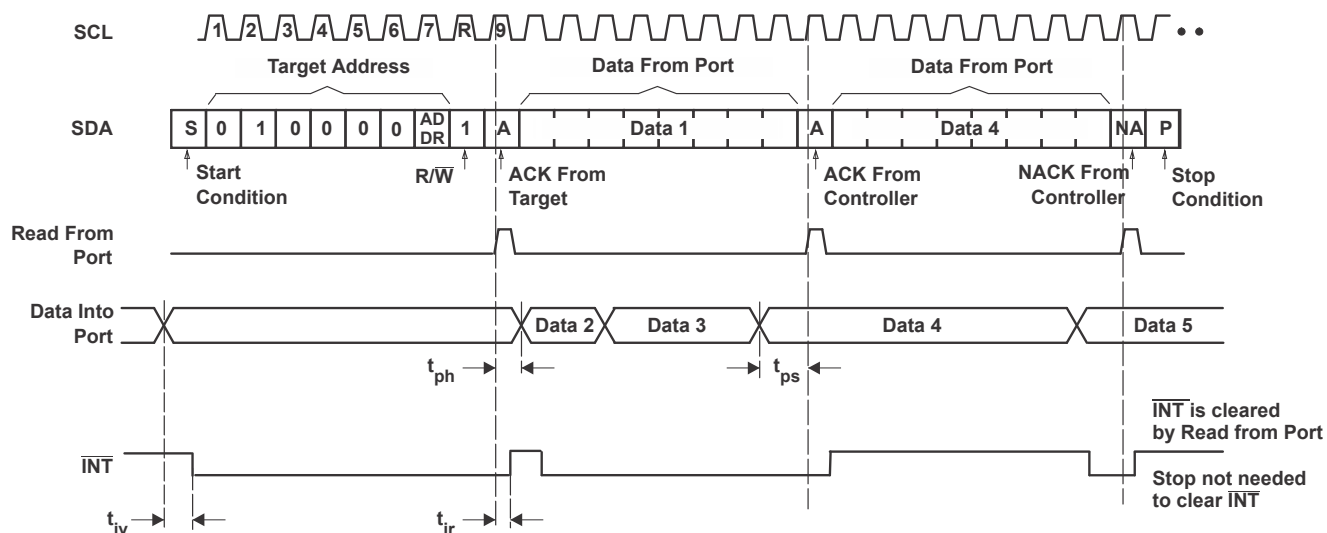 SCL
1 2 3 4 5 6 7 R 9
Target Address
Data From Port
Data From Port
SDA
S 0 1 0 0 0 0 AD DR 1 A Data 1 A Data 4 NA P
Start Condition
R/W̅
ACK From Target
ACK From Controller
NACK From Controller
Stop Condition
Read From Port
Data Into Port
Data 2
Data 3
Data 4
Data 5
tph
tps
I̅N̅T̅ is cleared
by Read from Port
I̅N̅T̅
Stop not needed
to clear I̅N̅T̅
tiv
tir